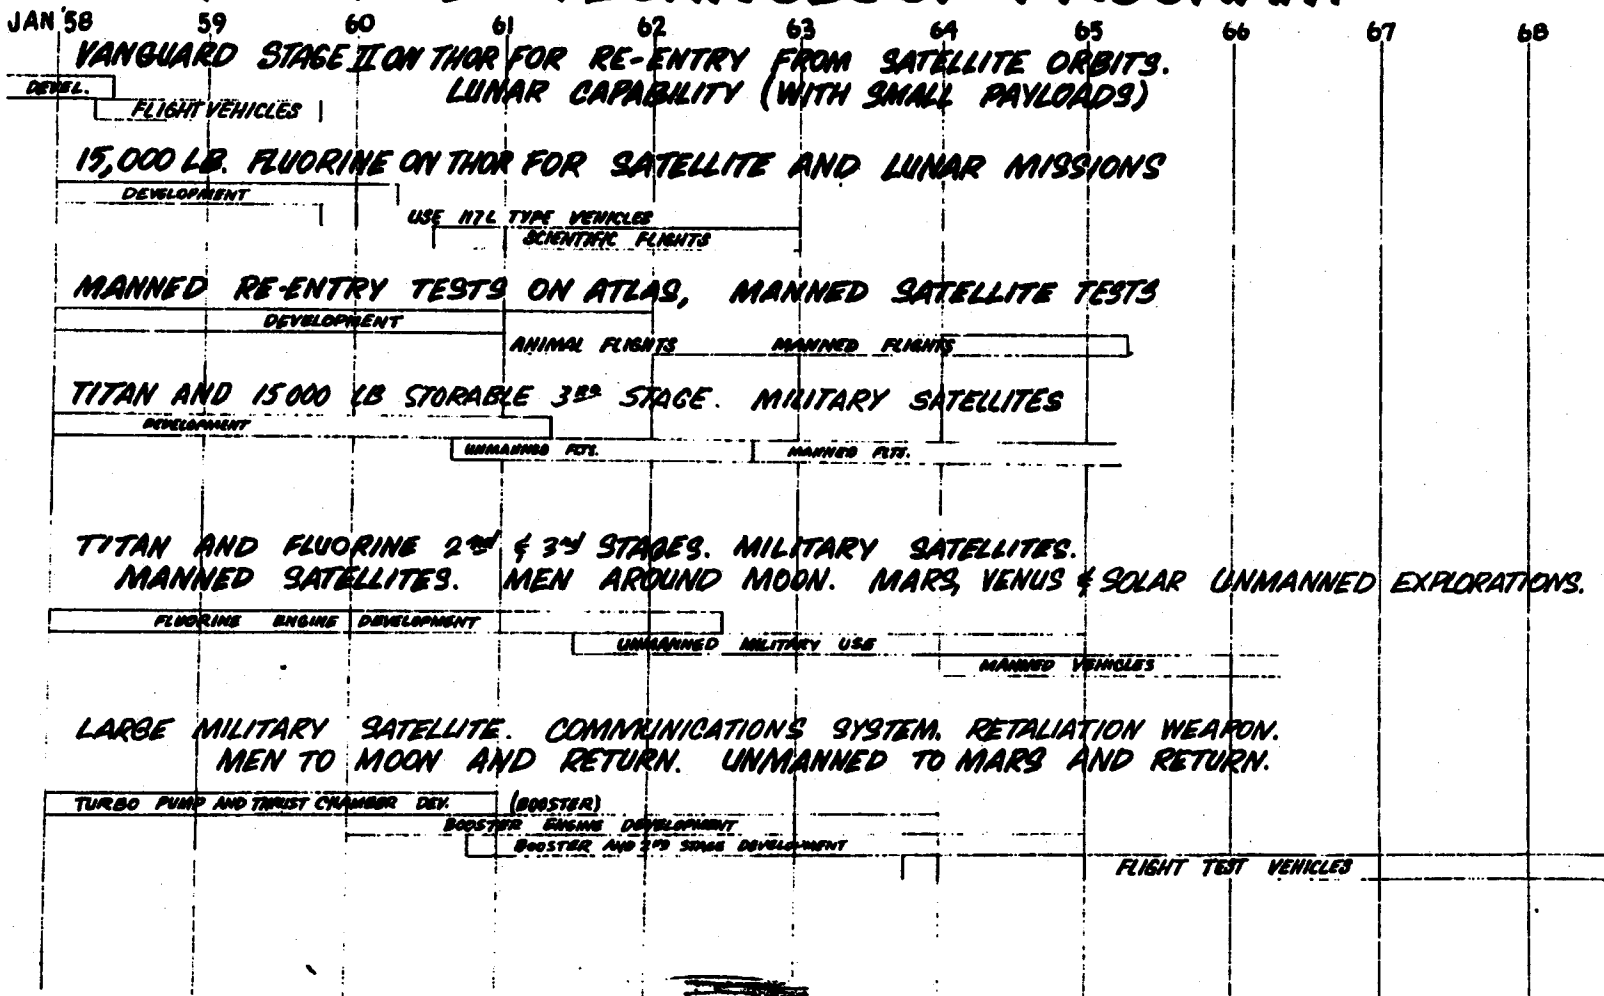 TECHNOLOGY PROGRAM
JAN '58 59 60 61 62 63 64 65 66 67 68
VANGUARD STAGE II ON THOR FOR RE-ENTRY FROM SATELLITE ORBITS.
LUNAR CAPABILITY (WITH SMALL PAYLOADS)
DEVEL.
FLIGHT VEHICLES
15,000 LB. FLUORINE ON THOR FOR SATELLITE AND LUNAR MISSIONS
DEVELOPMENT
USE 117L TYPE VEHICLES
SCIENTIFIC FLIGHTS
MANNED RE-ENTRY TESTS ON ATLAS, MANNED SATELLITE TESTS
DEVELOPMENT
ANIMAL FLIGHTS MANNED FLIGHTS
TITAN AND 15000 LB STORABLE 3RD STAGE. MILITARY SATELLITES
DEVELOPMENT
UNMANNED FLTS. MANNED FLTS.
TITAN AND FLUORINE 2nd & 3rd STAGES. MILITARY SATELLITES.
MANNED SATELLITES. MEN AROUND MOON. MARS, VENUS & SOLAR UNMANNED EXPLORATIONS.
FLUORINE ENGINE DEVELOPMENT
UNMANNED MILITARY USE
MANNED VEHICLES
LARGE MILITARY SATELLITE. COMMUNICATIONS SYSTEM. RETALIATION WEAPON.
MEN TO MOON AND RETURN. UNMANNED TO MARS AND RETURN.
TURBO PUMP AND THRUST CHAMBER DEV. (BOOSTER)
BOOSTER ENGINE DEVELOPMENT
BOOSTER AND 2ND STAGE DEVELOPMENT
FLIGHT TEST VEHICLES